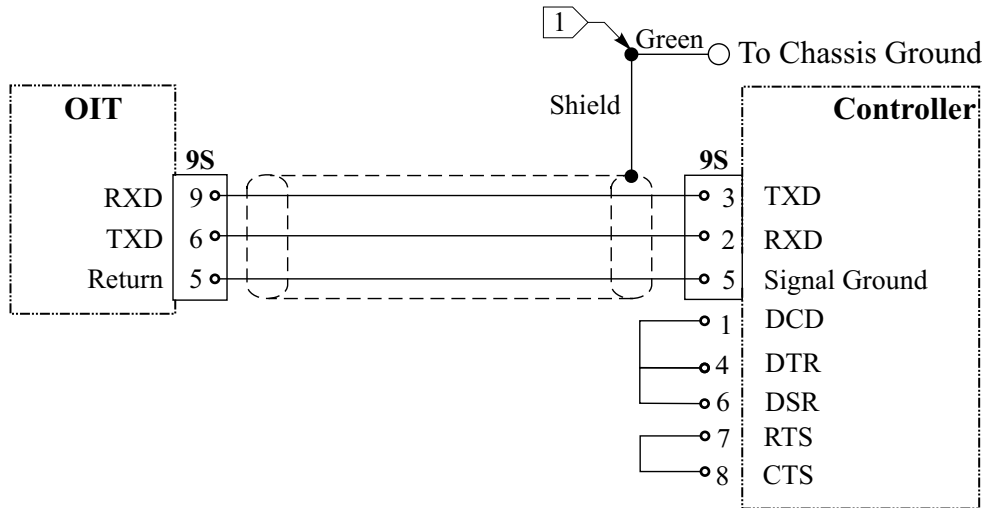 1
Green
To Chassis Ground
Shield
OIT
Controller
9S
9S
RXD 9
3 TXD
TXD 6
2 RXD
Return 5
5 Signal Ground
1 DCD
4 DTR
6 DSR
7 RTS
8 CTS